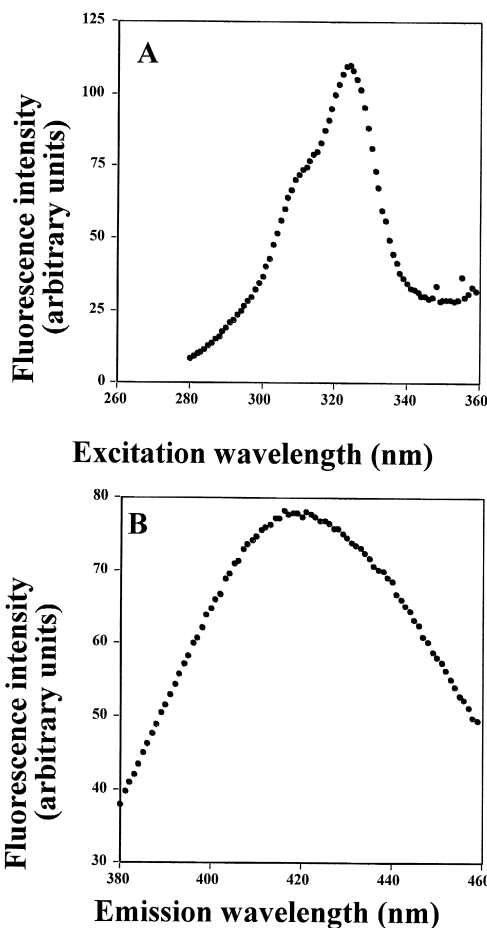 A
Fluorescence intensity
(arbitrary units)
125
100
75
50
25
0
260
280
300
320
340
360
Excitation wavelength (nm)
B
Fluorescence intensity
(arbitrary units)
80
70
60
50
40
30
380
400
420
440
460
Emission wavelength (nm)